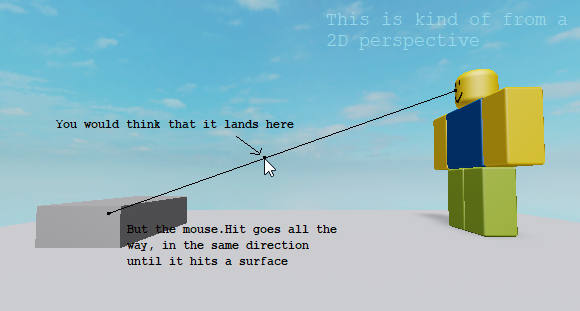 This is kind of from a
2D perspective
You would think that it lands here
But the mouse.Hit goes all the
way, in the same direction
until it hits a surface